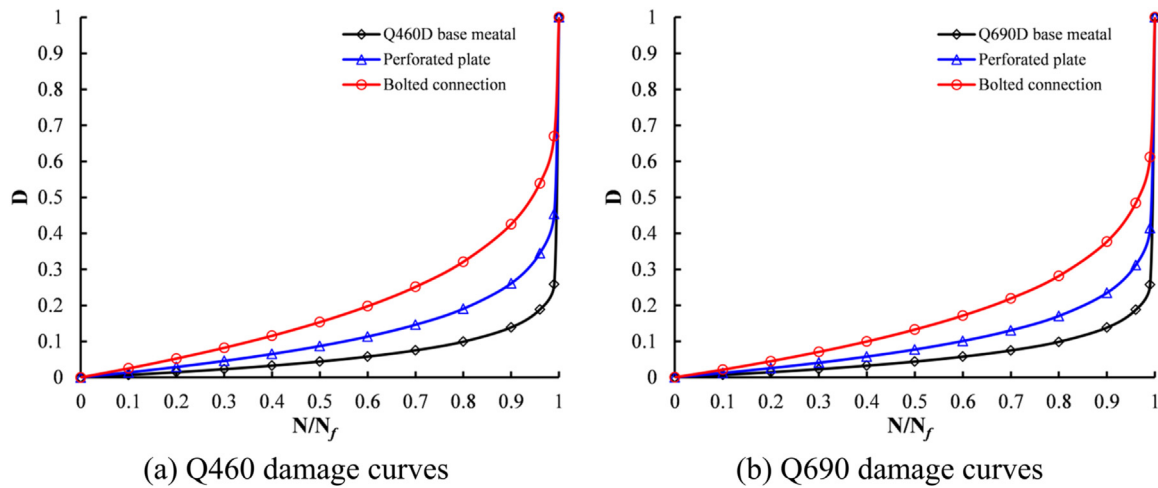 1
0.9
0.8
0.7
0.6
0.5
0.4
0.3
0.2
0.1
0
D
Q460D base meatal
Perforated plate
Bolted connection
0 0.1 0.2 0.3 0.4 0.5 0.6 0.7 0.8 0.9 1
N/Nf
(a) Q460 damage curves
1
0.9
0.8
0.7
0.6
0.5
0.4
0.3
0.2
0.1
0
D
Q690D base meatal
Perforated plate
Bolted connection
0 0.1 0.2 0.3 0.4 0.5 0.6 0.7 0.8 0.9 1
N/Nf
(b) Q690 damage curves